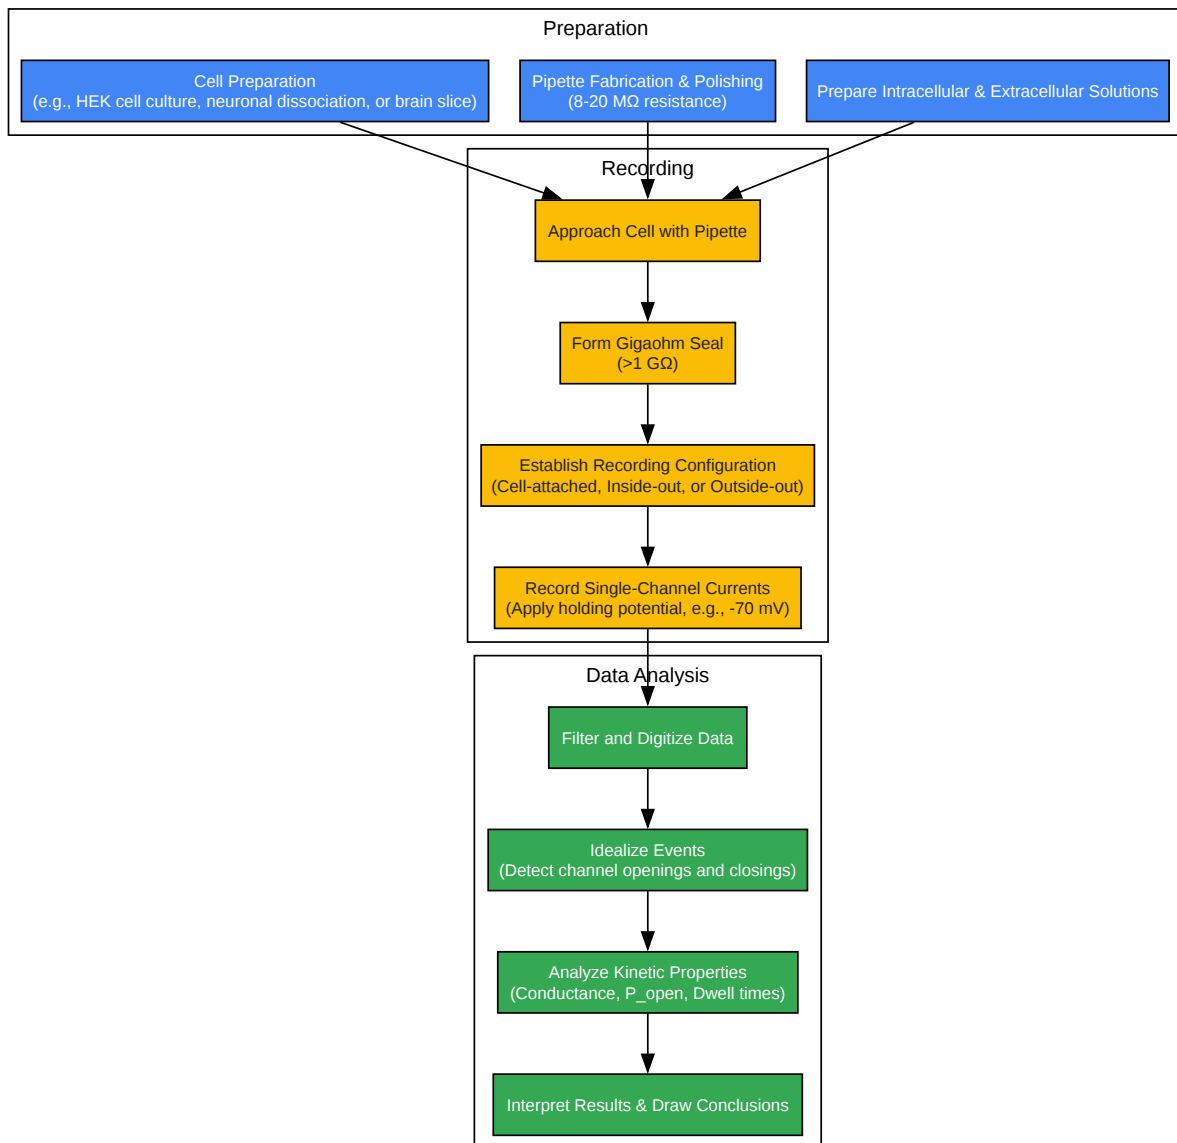 Preparation
Cell Preparation
(e.g., HEK cell culture, neuronal dissociation, or brain slice)
Pipette Fabrication & Polishing
(8-20 MΩ resistance)
Prepare Intracellular & Extracellular Solutions
Recording
Approach Cell with Pipette
Form Gigaohm Seal
(>1 GΩ)
Establish Recording Configuration
(Cell-attached, Inside-out, or Outside-out)
Record Single-Channel Currents
(Apply holding potential, e.g., -70 mV)
Data Analysis
Filter and Digitize Data
Idealize Events
(Detect channel openings and closings)
Analyze Kinetic Properties
(Conductance, P_open, Dwell times)
Interpret Results & Draw Conclusions